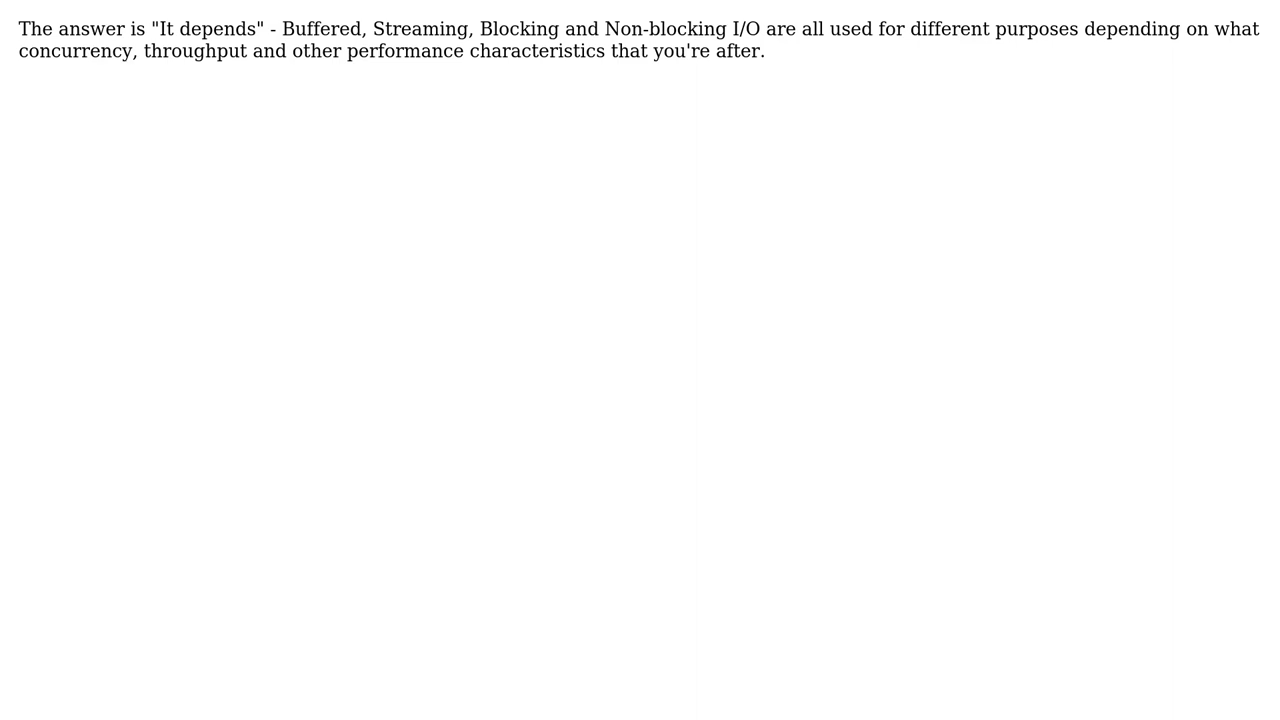 The answer is "It depends" - Buffered, Streaming, Blocking and Non-blocking I/O are all used for different purposes depending on what
concurrency, throughput and other performance characteristics that you're after.